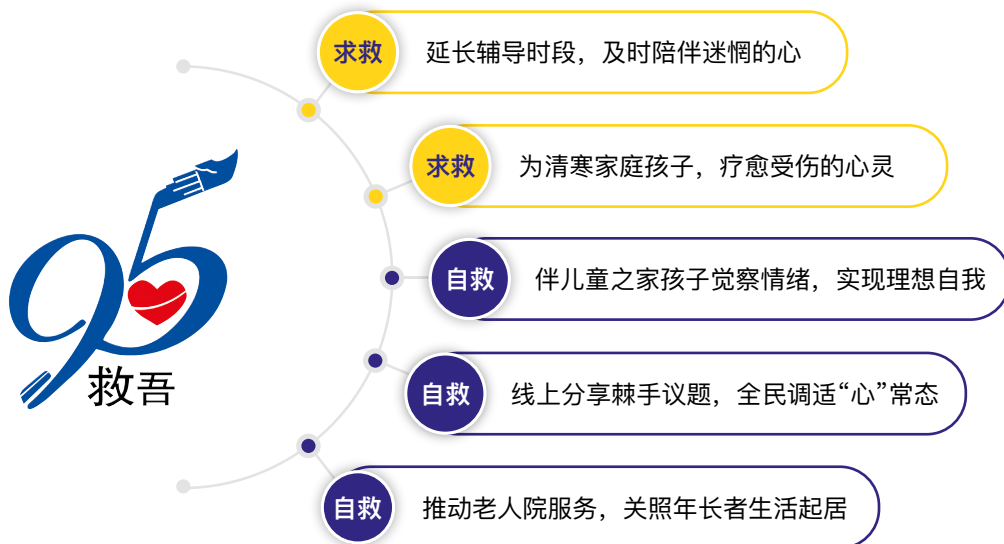 求救
延长辅导时段，及时陪伴迷惘的心
求救
为清寒家庭孩子，疗愈受伤的心灵
自救
伴儿童之家孩子觉察情绪，实现理想自我
自救
线上分享棘手议题，全民调适“心”常态
自救
推动老人院服务，关照年长者生活起居
95
救吾